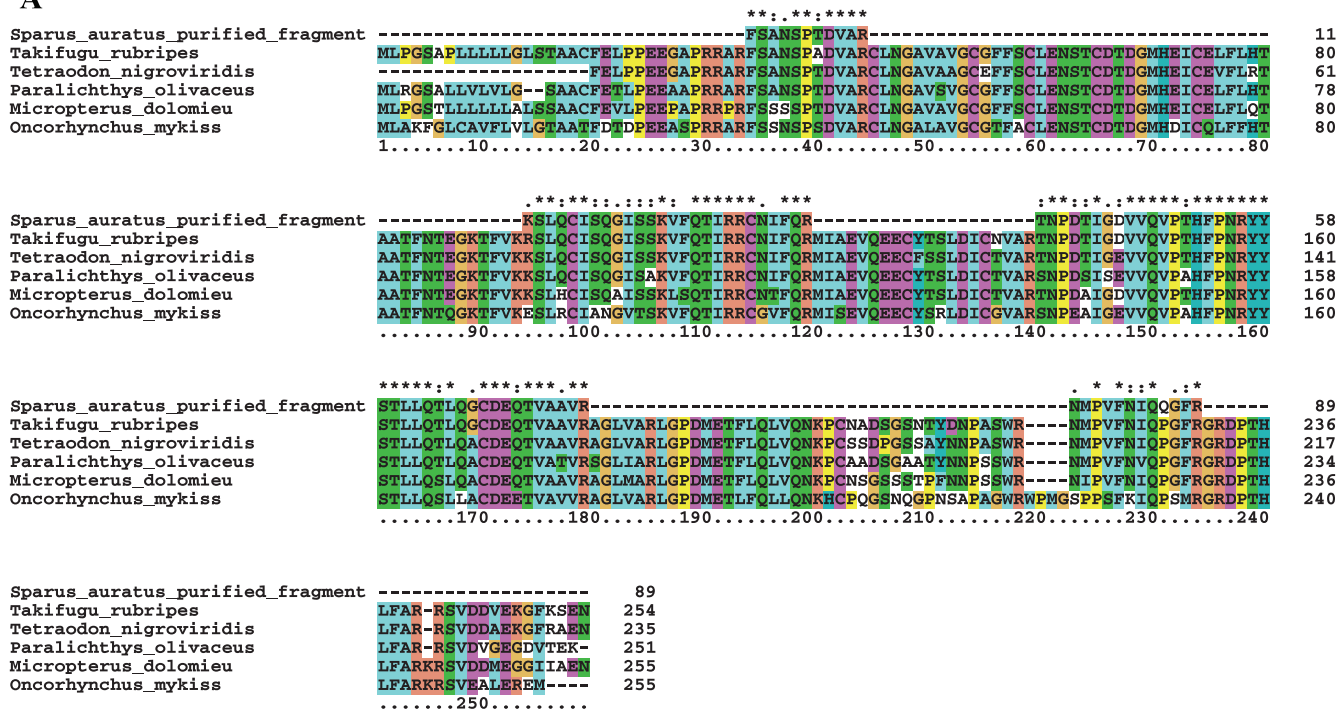 A
**:.**:****
Sparus_auratus_purified_fragment ---------------------------------FSANSPTDVAR------------------------------------ 11
Takifugu_rubripes MLPGSAPLLLLLGLSTAACFELPPEEGAPRRARFSANSPADVARCLNGAVAVGCGFFSCLENSTCDTDGMHEICELFLHT 80
Tetraodon_nigroviridis -------------------FELPPEEGAPRRARFSANSPTDVARCLNGAVAAGCEFFSCLENSTCDTDGMHEICEVFLRT 61
Paralichthys_olivaceus MLRGSALLVLVLG--SAACFETLPEEAAPRRARFSANSPTDVARCLNGAVSVGCGFFSCLENSTCDTDGMHEICELFLHT 78
Micropterus_dolomieu MLPGSTLLLLLLALSSAACFEVLPEEPAPRRPRFSSSSPTDVARCLNGAVAVGCGFFSCLENSTCDTDGMHEICELFLQT 80
Oncorhynchus_mykiss MLAKFGLCAVFLVLGTAATFDTDPEEASPRRARFSSNSPSDVARCLNGALAVGCGTFACLENSTCDTDGMHDICQLFFHT 80
1........10........20........30........40........50........60........70........80
.**:**:..:::**:: ******. :*** :***:**:* :.********:********
Sparus_auratus_purified_fragment -------------KSLQCISQGISSKVFQTIRRCNIFQR--------------------TNPDTIGDVVQVPTHFPNRYY 58
Takifugu_rubripes AATFNTEGKTFVKRSLQCISQGISSKVFQTIRRCNIFQRMIAEVQEECYTSLDICNVARTNPDTIGDVVQVPTHFPNRYY 160
Tetraodon_nigroviridis AATFNTEGKTFVKKSLQCISQGISSKVFQTIRRCNIFQRMIAEVQEECFSSLDICTVARTNPDTIGEVVQVPTHFPNRYY 141
Paralichthys_olivaceus AATFNTEGKTFVKKSLQCISQGISAKVFQTIRRCNIFQRMIAEVQEECYTSLDICTVARSNPDSISEVVQVPAHFPNRYY 158
Micropterus_dolomieu AATFNTEGKTFVKKSLHCISQAISSKLSQTIRRCNTFQRMIAEVQEECYTSLDICTVARTNPDAIGDVVQVPTHFPNRYY 160
Oncorhynchus_mykiss AATFNTQGKTFVKESLRCIANGVTSKVFQTIRRCGVFQRMISEVQEECYSRLDICGVARSNPEAIGEVVQVPAHFPNRYY 160
.........90........100.......110.......120.......130.......140.......150.......160
*****:* .***:***.** . * *::* .:*
Sparus_auratus_purified_fragment STLLQTLQGCDEQTVAAVR-------------------------------------------NMPVFNIQQGFR------ 89
Takifugu_rubripes STLLQTLQGCDEQTVAAVRAGLVARLGPDMETFLQLVQNKPCNADSGSNTYDNPASWR----NMPVFNIQPGFRGRDPTH 236
Tetraodon_nigroviridis STLLQTLQACDEQTVAAVRAGLVARLGPDMETFLQLVQNKPCSSDPGSSAYNNPASWR----NMPVFNIQPGFRGRDPTH 217
Paralichthys_olivaceus STLLQTLQACDEQTVATVRSGLIARLGPDMETFLQLVQNKPCAADSGAATYNNPSSWR----NMPVFNVQPGFRGRDPTH 234
Micropterus_dolomieu STLLQSLQACDEQTVAAVRAGLMARLGPDMETFLQLVQNKPCNSGSSSTPFNNPSSWR----NIPVFNIQPGFRGRDPTH 236
Oncorhynchus_mykiss STLLQSLLACDEETVAVVRAGLVARLGPDMETLFQLLQNKHCPQGSNQGPNSAPAGWRWPMGSPPSFKIQPSMRGRDPTH 240
........170.......180.......190.......200.......210.......220.......230.......240
Sparus_auratus_purified_fragment ------------------- 89
Takifugu_rubripes LFAR-RSVDDVEKGFKSEN 254
Tetraodon_nigroviridis LFAR-RSVDDAEKGFRAEN 235
Paralichthys_olivaceus LFAR-RSVDVGEGDVTEK- 251
Micropterus_dolomieu LFARKRSVDDMEGGIIAEN 255
Oncorhynchus_mykiss LFARKRSVEALEREM---- 255
.......250.........